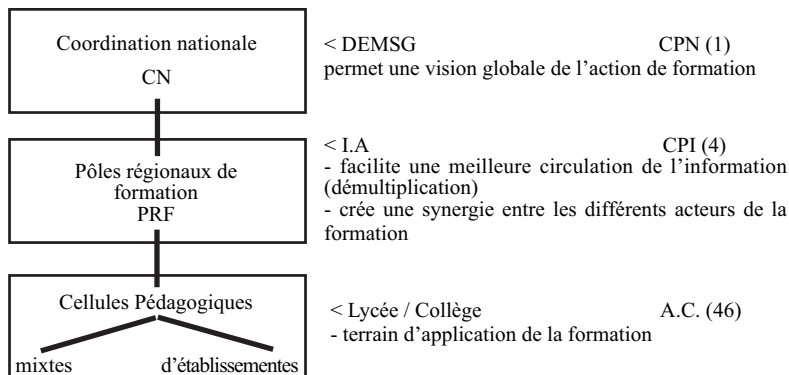 Coordination nationale
CN
< DEMSG CPN (1)
permet une vision globale de l'action de formation
Pôles régionaux de
formation
PRF
< I.A CPI (4)
- facilite une meilleure circulation de l'information
(démultiplication)
- crée une synergie entre les différents acteurs de la
formation
Cellules Pédagogiques
mixtes d'établissementes
< Lycée / Collège A.C. (46)
- terrain d'application de la formation